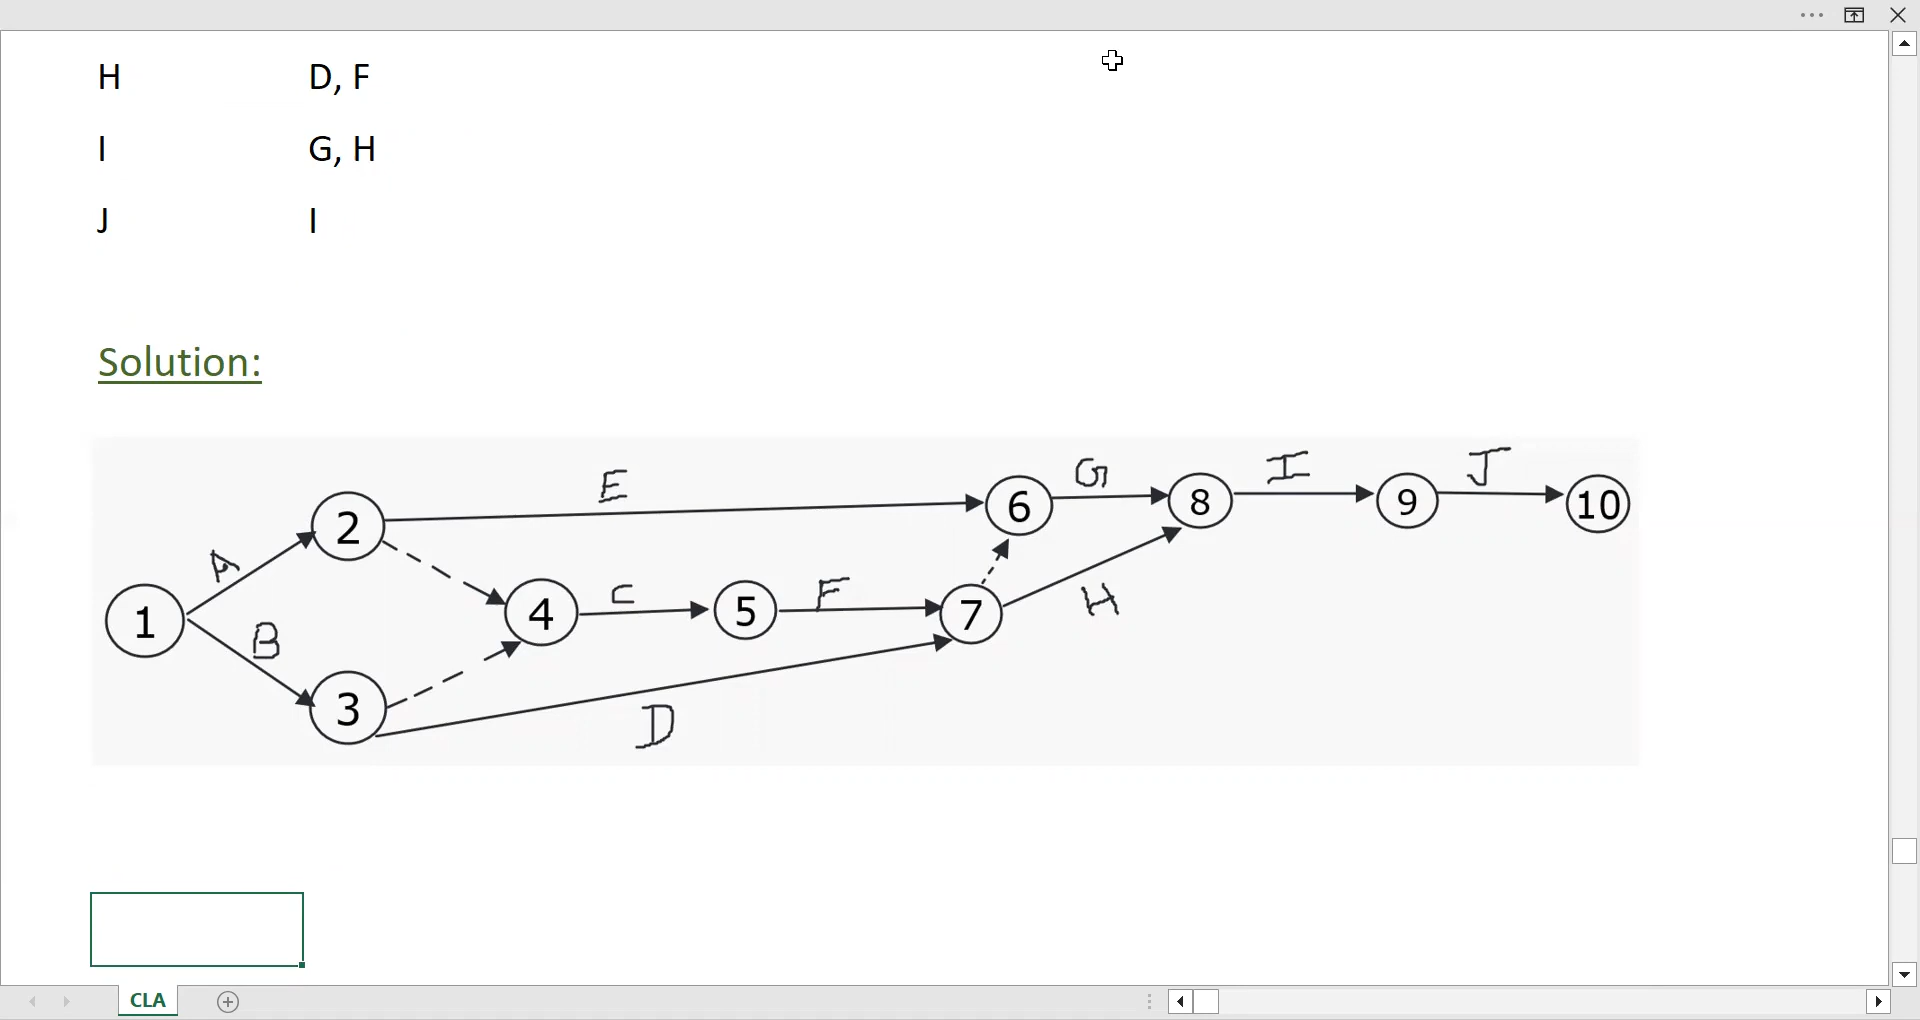 H D, F
I G, H
J I
Solution:
E G I J
2 6 8 9 10
A
1 4 C 5 F 7 H
B
3 D
CLA